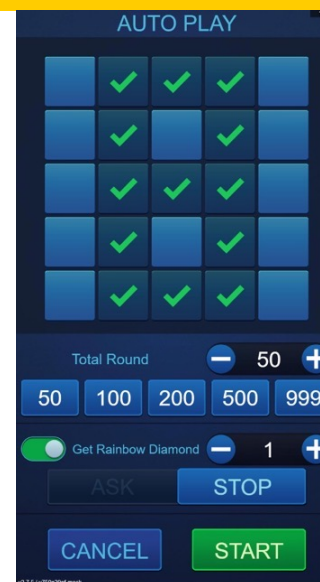 AUTO PLAY
Total Round
50
50 100 200 500 999
Get Rainbow Diamond
1
ASK STOP
CANCEL START